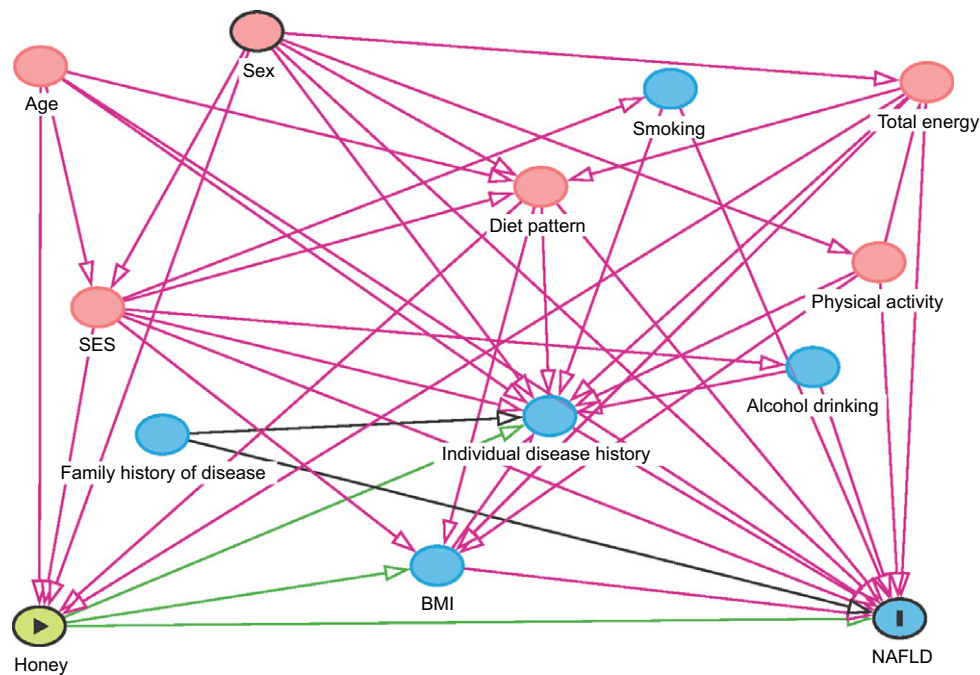 Sex
Age
Smoking
Total energy
Diet pattern
Physical activity
SES
Alcohol drinking
Individual disease history
Family history of disease
BMI
Honey
NAFLD